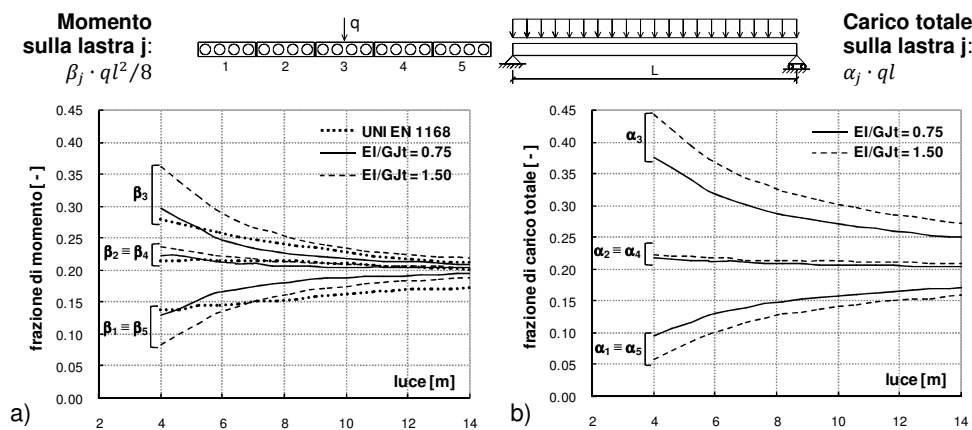 Momento
sulla lastra j:
β_j · ql²/8
q
1 2 3 4 5
L
Carico totale
sulla lastra j:
α_j · ql
frazione di momento [ - ]
0.45
0.40
0.35
0.30
0.25
0.20
0.15
0.10
0.05
0.00
UNI EN 1168
EI/GJt = 0.75
EI/GJt = 1.50
β3
β2 ≡ β4
β1 ≡ β5
luce [m]
2 4 6 8 10 12 14
a)
frazione di carico totale [ - ]
0.45
0.40
0.35
0.30
0.25
0.20
0.15
0.10
0.05
0.00
EI/GJt = 0.75
EI/GJt = 1.50
α3
α2 ≡ α4
α1 ≡ α5
luce [m]
2 4 6 8 10 12 14
b)